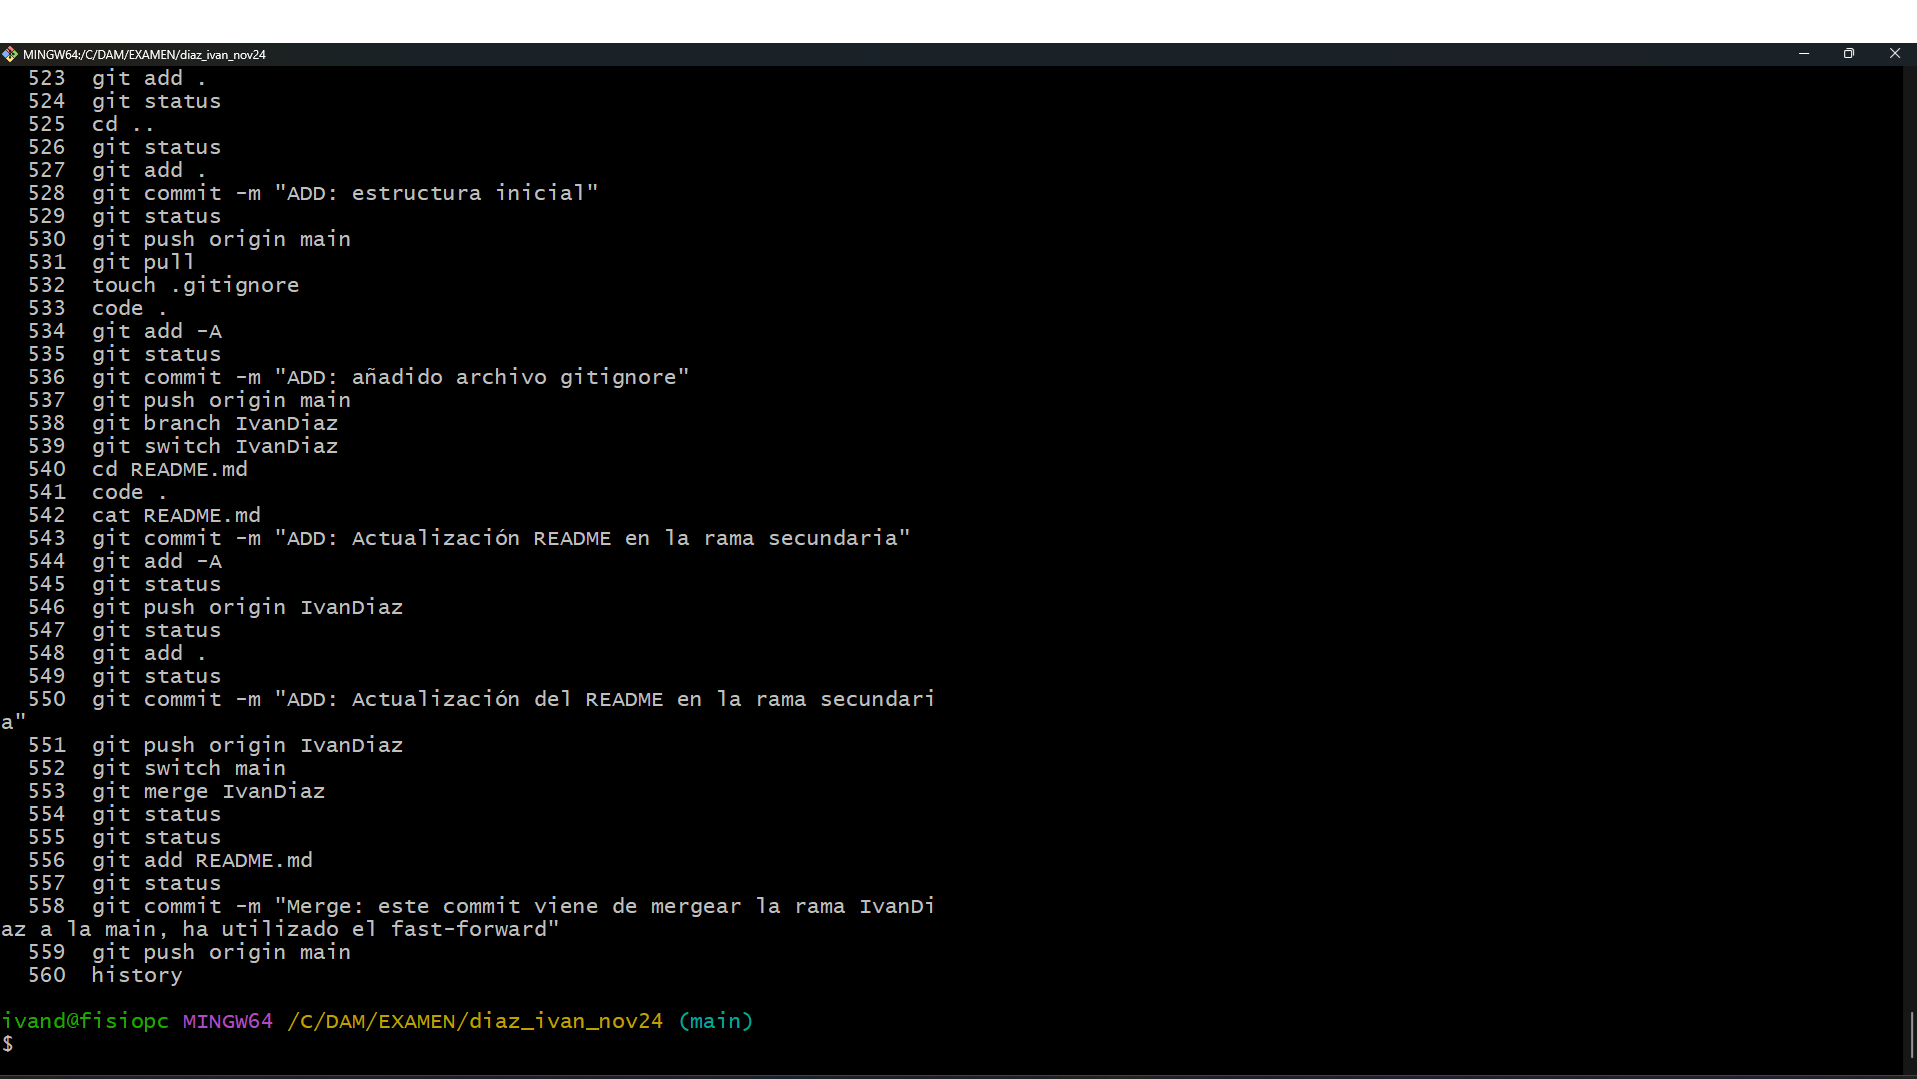 MINGW64:/C/DAM/EXAMEN/diaz_ivan_nov24
523 git add .
524 git status
525 cd ..
526 git status
527 git add .
528 git commit -m "ADD: estructura inicial"
529 git status
530 git push origin main
531 git pull
532 touch .gitignore
533 code .
534 git add -A
535 git status
536 git commit -m "ADD: añadido archivo gitignore"
537 git push origin main
538 git branch IvanDiaz
539 git switch IvanDiaz
540 cd README.md
541 code .
542 cat README.md
543 git commit -m "ADD: Actualización README en la rama secundaria"
544 git add -A
545 git status
546 git push origin IvanDiaz
547 git status
548 git add .
549 git status
550 git commit -m "ADD: Actualización del README en la rama secundari
a"
551 git push origin IvanDiaz
552 git switch main
553 git merge IvanDiaz
554 git status
555 git status
556 git add README.md
557 git status
558 git commit -m "Merge: este commit viene de mergear la rama IvanDi
az a la main, ha utilizado el fast-forward"
559 git push origin main
560 history
ivand@fisiopc MINGW64 /C/DAM/EXAMEN/diaz_ivan_nov24 (main)
$